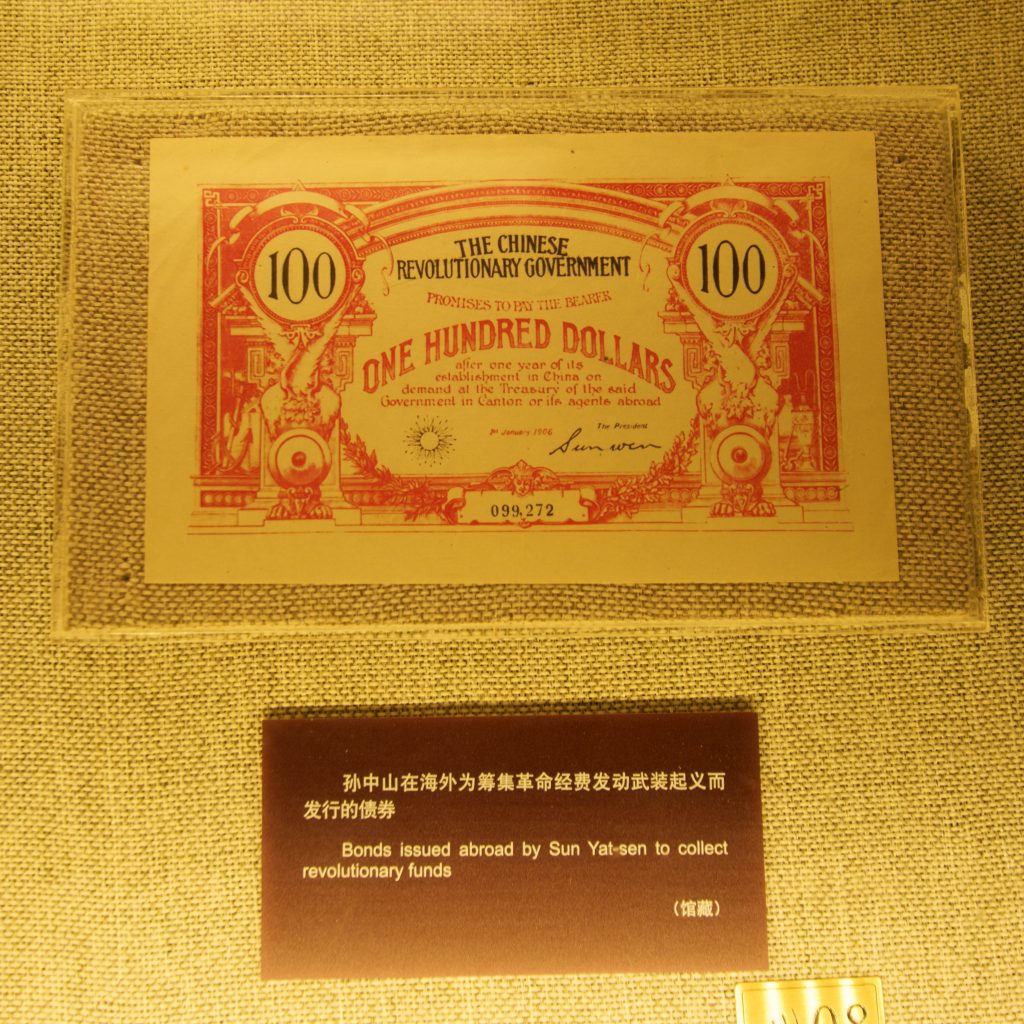 100
THE CHINESE
REVOLUTIONARY GOVERNMENT
100
PROMISES TO PAY THE BEARER
ONE HUNDRED DOLLARS
after one year of its
establishment in China on
demand at the Treasury of the said
Government in Canton or its agents abroad
1st January 1906
The President
Sun wen
099,272
孙中山在海外为筹集革命经费发动武装起义而
发行的债券
Bonds issued abroad by Sun Yat-sen to collect
revolutionary funds
（馆藏）